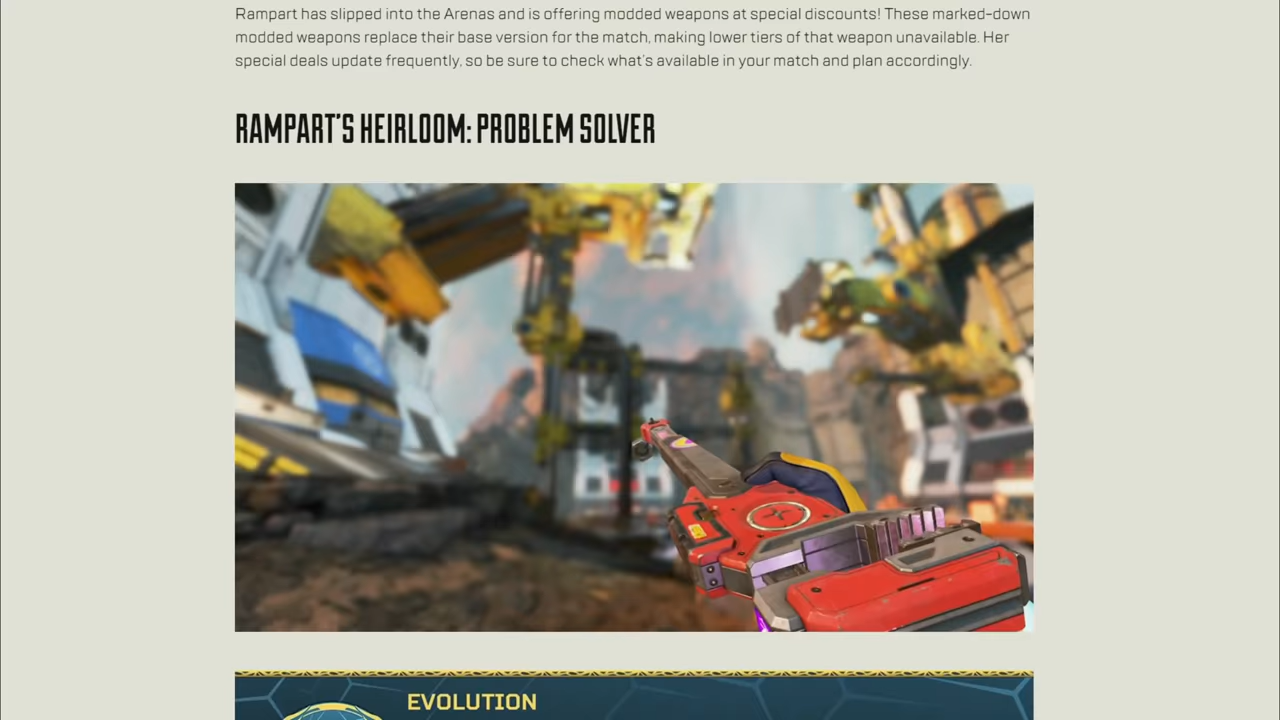 Rampart has slipped into the Arenas and is offering modded weapons at special discounts! These marked-down
modded weapons replace their base version for the match, making lower tiers of that weapon unavailable. Her
special deals update frequently, so be sure to check what's available in your match and plan accordingly.
RAMPART'S HEIRLOOM: PROBLEM SOLVER
EVOLUTION